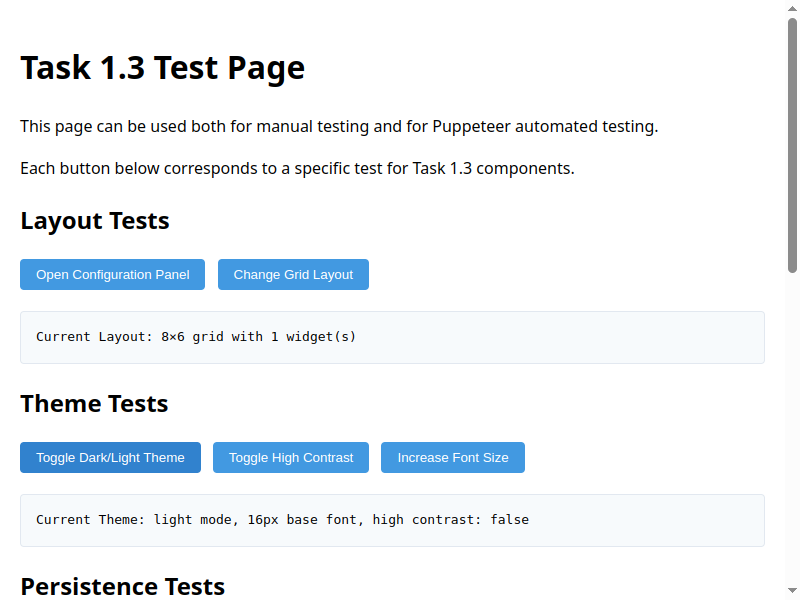 Task 1.3 Test Page
This page can be used both for manual testing and for Puppeteer automated testing.
Each button below corresponds to a specific test for Task 1.3 components.
Layout Tests
Open Configuration Panel
Change Grid Layout
Current Layout: 8×6 grid with 1 widget(s)
Theme Tests
Toggle Dark/Light Theme
Toggle High Contrast
Increase Font Size
Current Theme: light mode, 16px base font, high contrast: false
Persistence Tests